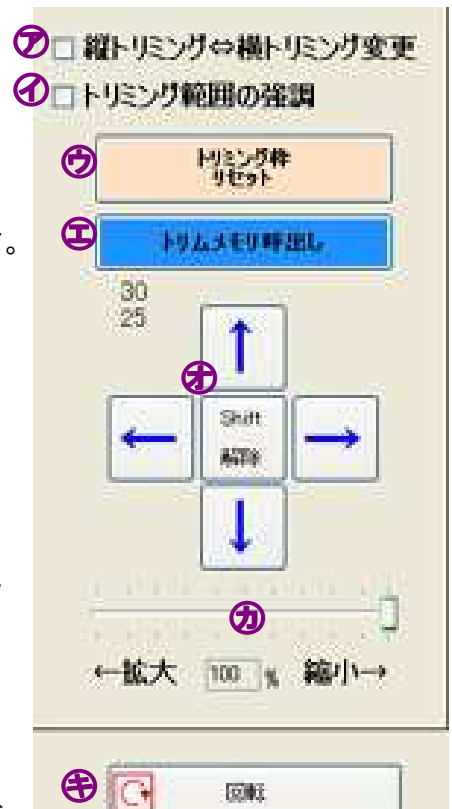 ㋐ □ 縦トリミング⇔横トリミング変更
㋑ □ トリミング範囲の強調
㋒ トリミング枠
リセット
。
㋓ トリムメモリ呼出し
30
25
↑
㋔
← Shift →
解除
↓
㋕
←拡大 100 % 縮小→
㋖ 回転